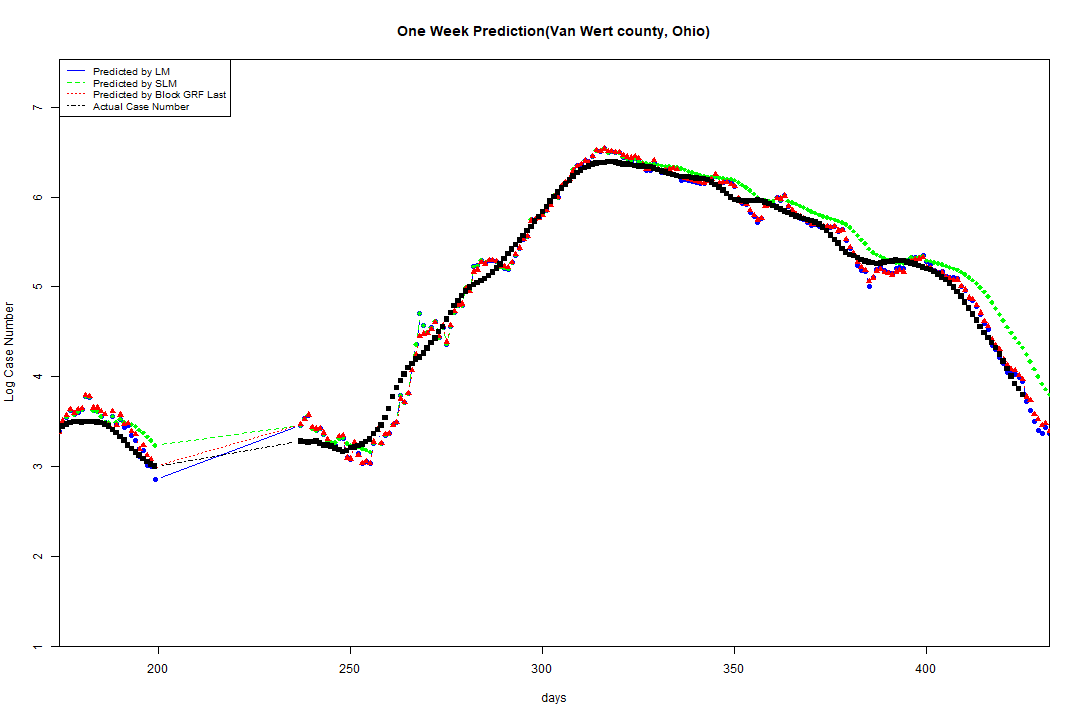 One Week Prediction(Van Wert county, Ohio)
Predicted by LM
Predicted by SLM
Predicted by Block GRF Last
Actual Case Number
Log Case Number
7
6
5
4
3
2
1
200 250 300 350 400
days